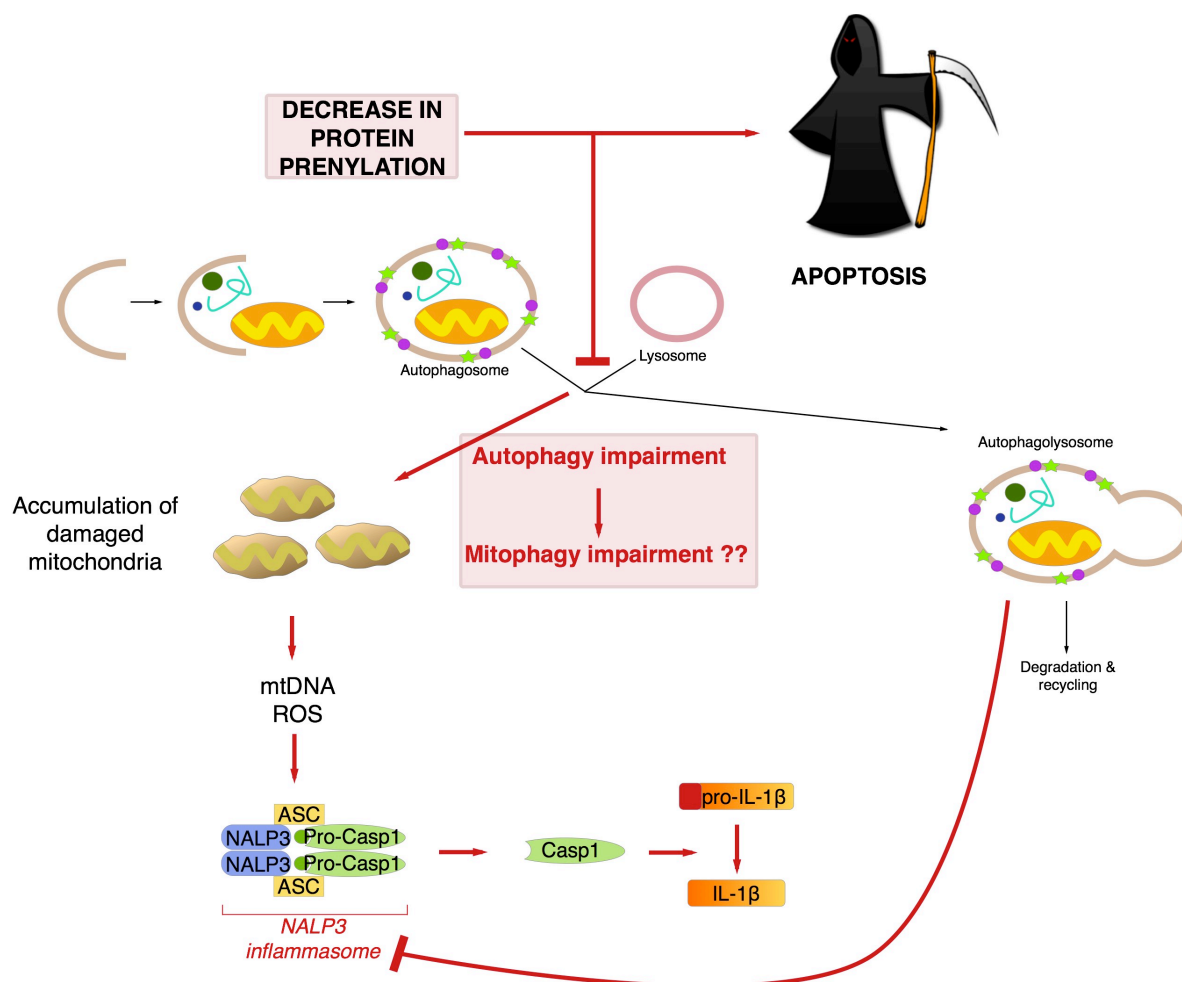 DECREASE IN
PROTEIN
PRENYLATION
APOPTOSIS
Autophagosome
Lysosome
Autophagolysosome
Autophagy impairment
Mitophagy impairment ??
Accumulation of
damaged
mitochondria
Degradation &
recycling
mtDNA
ROS
ASC
NALP3
Pro-Casp1
NALP3
Pro-Casp1
ASC
Casp1
pro-IL-1β
IL-1β
NALP3
inflammasome